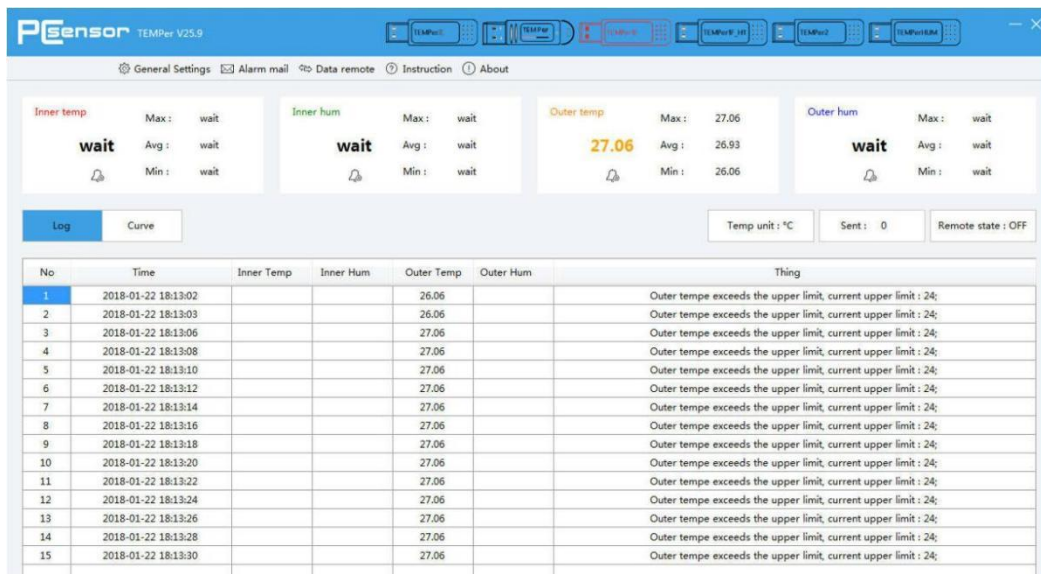 PCsensor TEMPer V25.9
TEMPer2
TEMPerHUM
General Settings Alarm mail Data remote Instruction About
Inner temp Inner hum Outer temp Outer hum
Max : wait Max : wait Max : 27.06 Max : wait
wait Avg : wait wait Avg : wait 27.06 Avg : 26.93 wait Avg : wait
Min : wait Min : wait Min : 26.06 Min : wait
Log Curve Temp unit : °C Sent : 0 Remote state : OFF
No Time Inner Temp Inner Hum Outer Temp Outer Hum Thing
1 2018-01-22 18:13:02 26.06 Outer tempe exceeds the upper limit, current upper limit : 24;
2 2018-01-22 18:13:03 26.06 Outer tempe exceeds the upper limit, current upper limit : 24;
3 2018-01-22 18:13:06 27.06 Outer tempe exceeds the upper limit, current upper limit : 24;
4 2018-01-22 18:13:08 27.06 Outer tempe exceeds the upper limit, current upper limit : 24;
5 2018-01-22 18:13:10 27.06 Outer tempe exceeds the upper limit, current upper limit : 24;
6 2018-01-22 18:13:12 27.06 Outer tempe exceeds the upper limit, current upper limit : 24;
7 2018-01-22 18:13:14 27.06 Outer tempe exceeds the upper limit, current upper limit : 24;
8 2018-01-22 18:13:16 27.06 Outer tempe exceeds the upper limit, current upper limit : 24;
9 2018-01-22 18:13:18 27.06 Outer tempe exceeds the upper limit, current upper limit : 24;
10 2018-01-22 18:13:20 27.06 Outer tempe exceeds the upper limit, current upper limit : 24;
11 2018-01-22 18:13:22 27.06 Outer tempe exceeds the upper limit, current upper limit : 24;
12 2018-01-22 18:13:24 27.06 Outer tempe exceeds the upper limit, current upper limit : 24;
13 2018-01-22 18:13:26 27.06 Outer tempe exceeds the upper limit, current upper limit : 24;
14 2018-01-22 18:13:28 27.06 Outer tempe exceeds the upper limit, current upper limit : 24;
15 2018-01-22 18:13:30 27.06 Outer tempe exceeds the upper limit, current upper limit : 24;